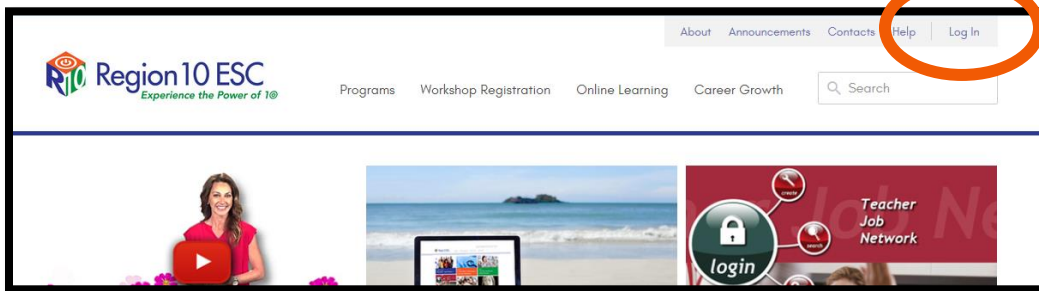 About Announcements Contacts Help Log In
R10 Region 10 ESC
Experience the Power of 10
Programs Workshop Registration Online Learning Career Growth Search
create
Teacher
Job
Network
search
login